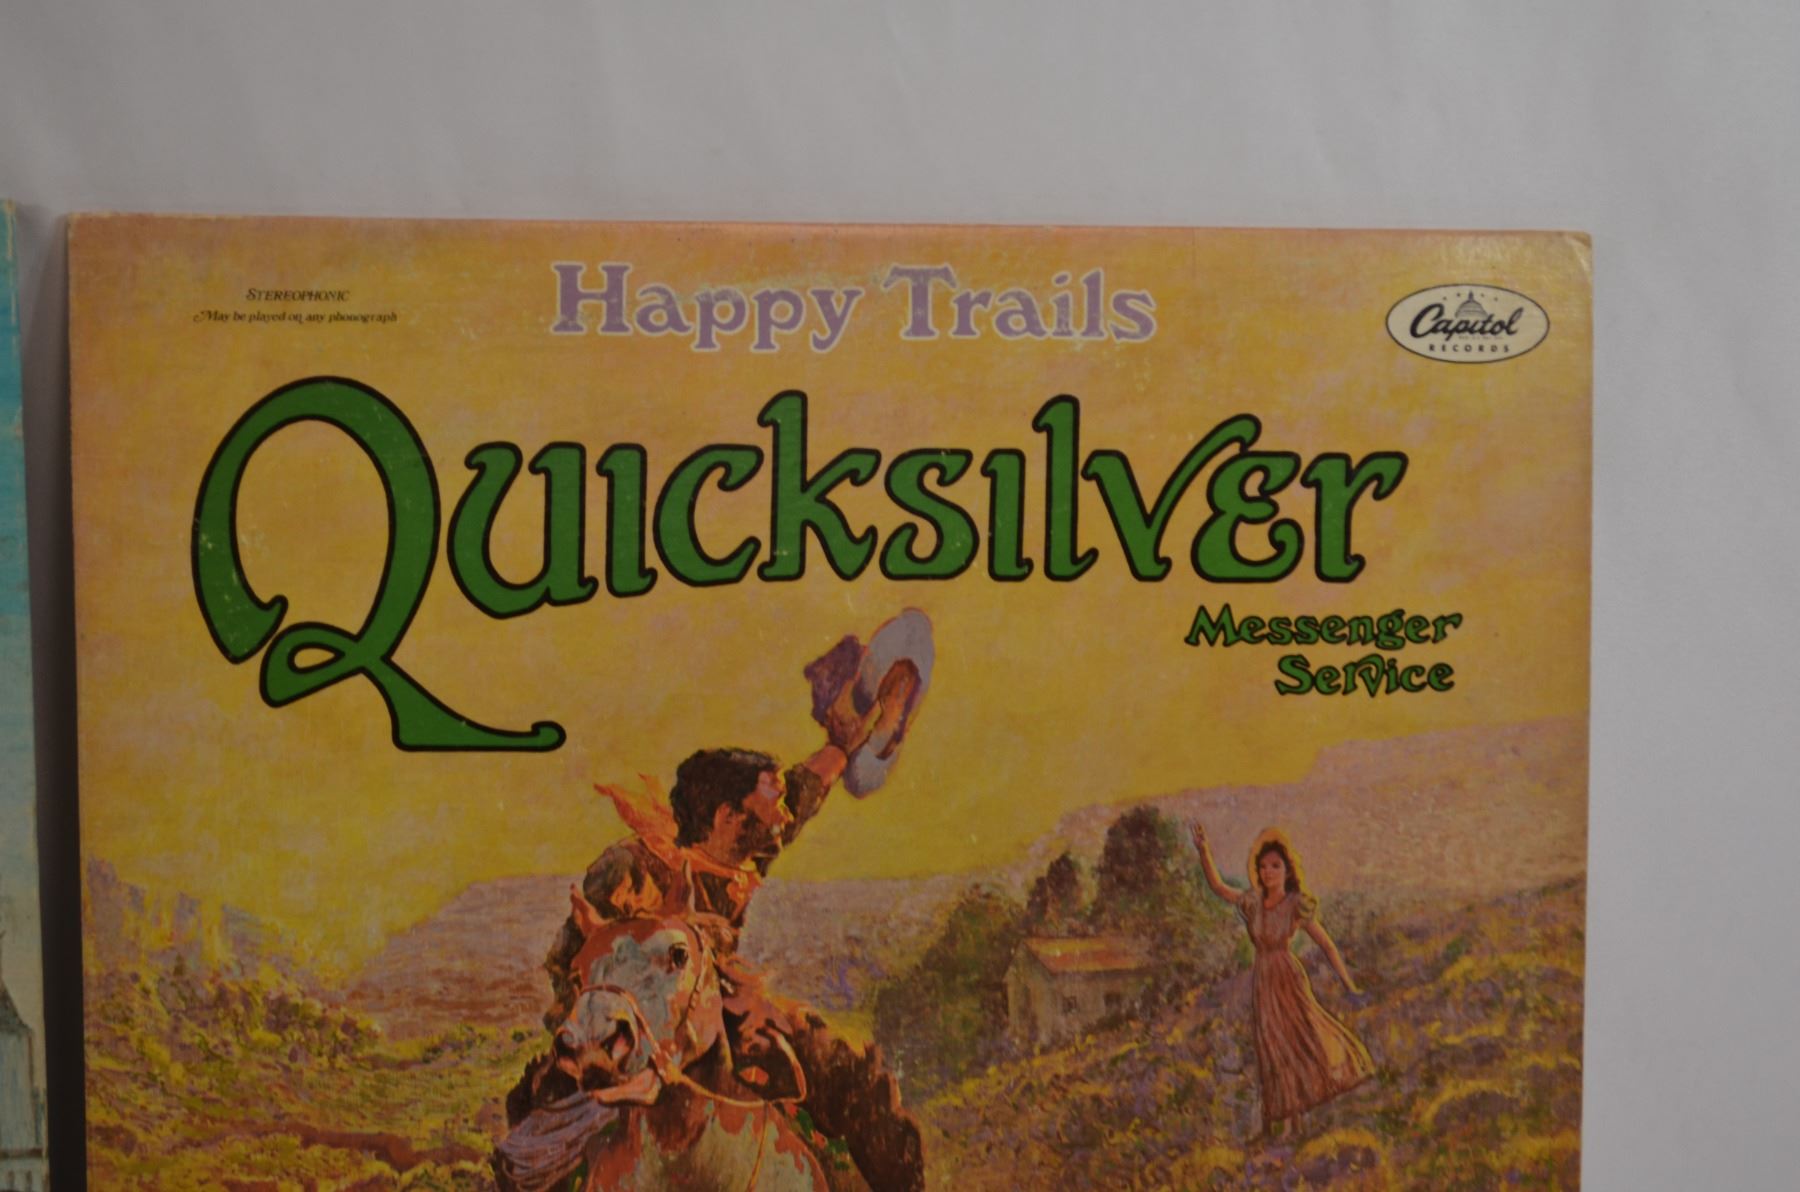 Happy Trails
STEREOPHONIC
May be played on any phonograph
Capitol
RECORDS
Quicksilver
Messenger
Service